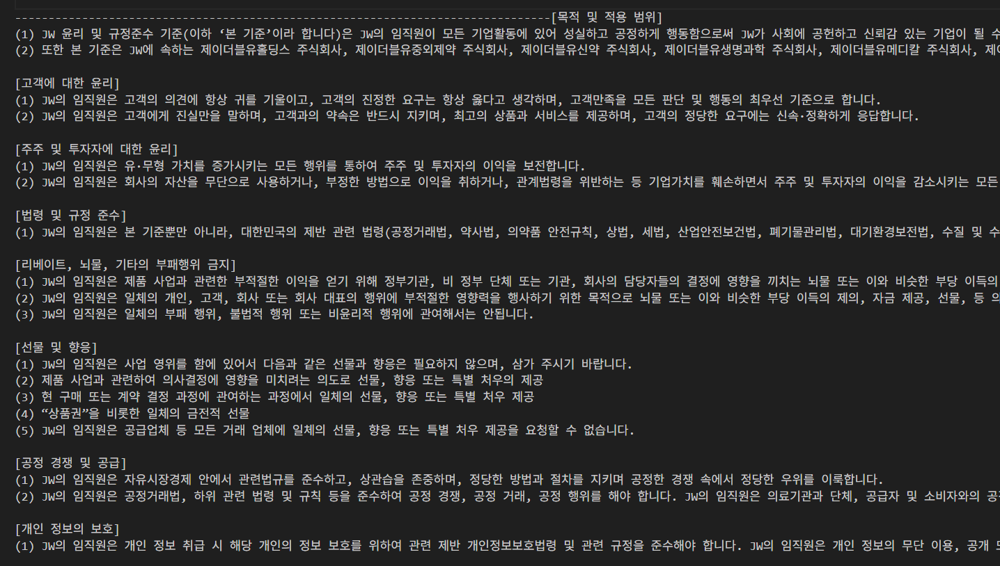 --------------------------------------------------------------------------------[목적 및 적용 범위]
(1) JW 윤리 및 규정준수 기준(이하 ‘본 기준’이라 합니다)은 JW의 임직원이 모든 기업활동에 있어 성실하고 공정하게 행동함으로써 JW가 사회에 공헌하고 신뢰감 있는 기업이 될 수
(2) 또한 본 기준은 JW에 속하는 제이더블유홀딩스 주식회사, 제이더블유중외제약 주식회사, 제이더블유신약 주식회사, 제이더블유생명과학 주식회사, 제이더블유메디칼 주식회사, 제이
[고객에 대한 윤리]
(1) JW의 임직원은 고객의 의견에 항상 귀를 기울이고, 고객의 진정한 요구는 항상 옳다고 생각하며, 고객만족을 모든 판단 및 행동의 최우선 기준으로 합니다.
(2) JW의 임직원은 고객에게 진실만을 말하며, 고객과의 약속은 반드시 지키며, 최고의 상품과 서비스를 제공하며, 고객의 정당한 요구에는 신속·정확하게 응답합니다.
[주주 및 투자자에 대한 윤리]
(1) JW의 임직원은 유·무형 가치를 증가시키는 모든 행위를 통하여 주주 및 투자자의 이익을 보전합니다.
(2) JW의 임직원은 회사의 자산을 무단으로 사용하거나, 부정한 방법으로 이익을 취하거나, 관계법령을 위반하는 등 기업가치를 훼손하면서 주주 및 투자자의 이익을 감소시키는 모든
[법령 및 규정 준수]
(1) JW의 임직원은 본 기준뿐만 아니라, 대한민국의 제반 관련 법령(공정거래법, 약사법, 의약품 안전규칙, 상법, 세법, 산업안전보건법, 폐기물관리법, 대기환경보전법, 수질 및 수
[리베이트, 뇌물, 기타의 부패행위 금지]
(1) JW의 임직원은 제품 사업과 관련한 부적절한 이익을 얻기 위해 정부기관, 비 정부 단체 또는 기관, 회사의 담당자들의 결정에 영향을 끼치는 뇌물 또는 이와 비슷한 부당 이득의
(2) JW의 임직원은 일체의 개인, 고객, 회사 또는 회사 대표의 행위에 부적절한 영향력을 행사하기 위한 목적으로 뇌물 또는 이와 비슷한 부당 이득의 제의, 자금 제공, 선물, 등 의
(3) JW의 임직원은 일체의 부패 행위, 불법적 행위 또는 비윤리적 행위에 관여해서는 안됩니다.
[선물 및 향응]
(1) JW의 임직원은 사업 영위를 함에 있어서 다음과 같은 선물과 향응은 필요하지 않으며, 삼가 주시기 바랍니다.
(2) 제품 사업과 관련하여 의사결정에 영향을 미치려는 의도로 선물, 향응 또는 특별 처우의 제공
(3) 현 구매 또는 계약 결정 과정에 관여하는 과정에서 일체의 선물, 향응 또는 특별 처우 제공
(4) “상품권”을 비롯한 일체의 금전적 선물
(5) JW의 임직원은 공급업체 등 모든 거래 업체에 일체의 선물, 향응 또는 특별 처우 제공을 요청할 수 없습니다.
[공정 경쟁 및 공급]
(1) JW의 임직원은 자유시장경제 안에서 관련법규를 준수하고, 상관습을 존중하며, 정당한 방법과 절차를 지키며 공정한 경쟁 속에서 정당한 우위를 이룩합니다.
(2) JW의 임직원은 공정거래법, 하위 관련 법령 및 규칙 등을 준수하여 공정 경쟁, 공정 거래, 공정 행위를 해야 합니다. JW의 임직원은 의료기관과 단체, 공급자 및 소비자와의 공정
[개인 정보의 보호]
(1) JW의 임직원은 개인 정보 취급 시 해당 개인의 정보 보호를 위하여 관련 제반 개인정보보호법령 및 관련 규정을 준수해야 합니다. JW의 임직원은 개인 정보의 무단 이용, 공개